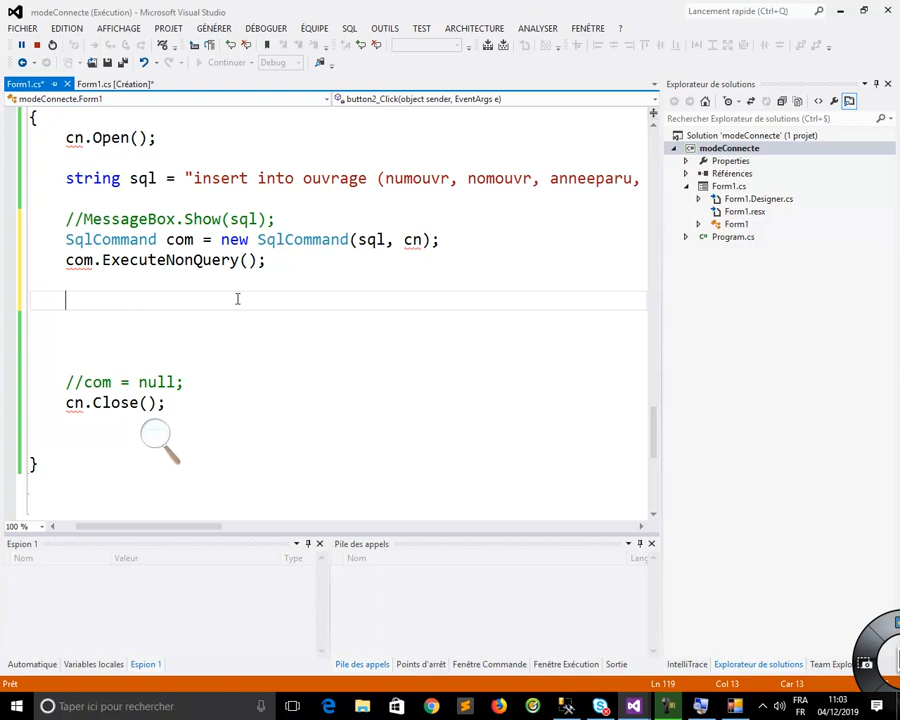 modeConnecte (Exécution) - Microsoft Visual Studio
Lancement rapide (Ctrl+Q)
FICHIER EDITION AFFICHAGE PROJET GÉNÉRER DÉBOGUER ÉQUIPE SQL OUTILS TEST ARCHITECTURE ANALYSER FENÊTRE ?
Continuer Debug
Form1.cs* Form1.cs [Création]*
modeConnecte.Form1 button2_Click(object sender, EventArgs e)
{
cn.Open();
string sql = "insert into ouvrage (numouvr, nomouvr, anneeparu,
//MessageBox.Show(sql);
SqlCommand com = new SqlCommand(sql, cn);
com.ExecuteNonQuery();
//com = null;
cn.Close();
}
100 %
Explorateur de solutions
Rechercher Explorateur de solutions (Ctrl+$)
Solution 'modeConnecte' (1 projet)
modeConnecte
Properties
Références
Form1.cs
Form1.Designer.cs
Form1.resx
Form1
Program.cs
Espion 1
Nom Valeur Type
Automatique Variables locales Espion 1
Pile des appels
Nom
Pile des appels Points d'arrêt Fenêtre Commande Fenêtre Exécution Sortie
IntelliTrace Explorateur de solutions Team Explo
Prêt Ln 119 Col 13 Car 13
Taper ici pour rechercher
FRA
FR
11:03
04/12/2019